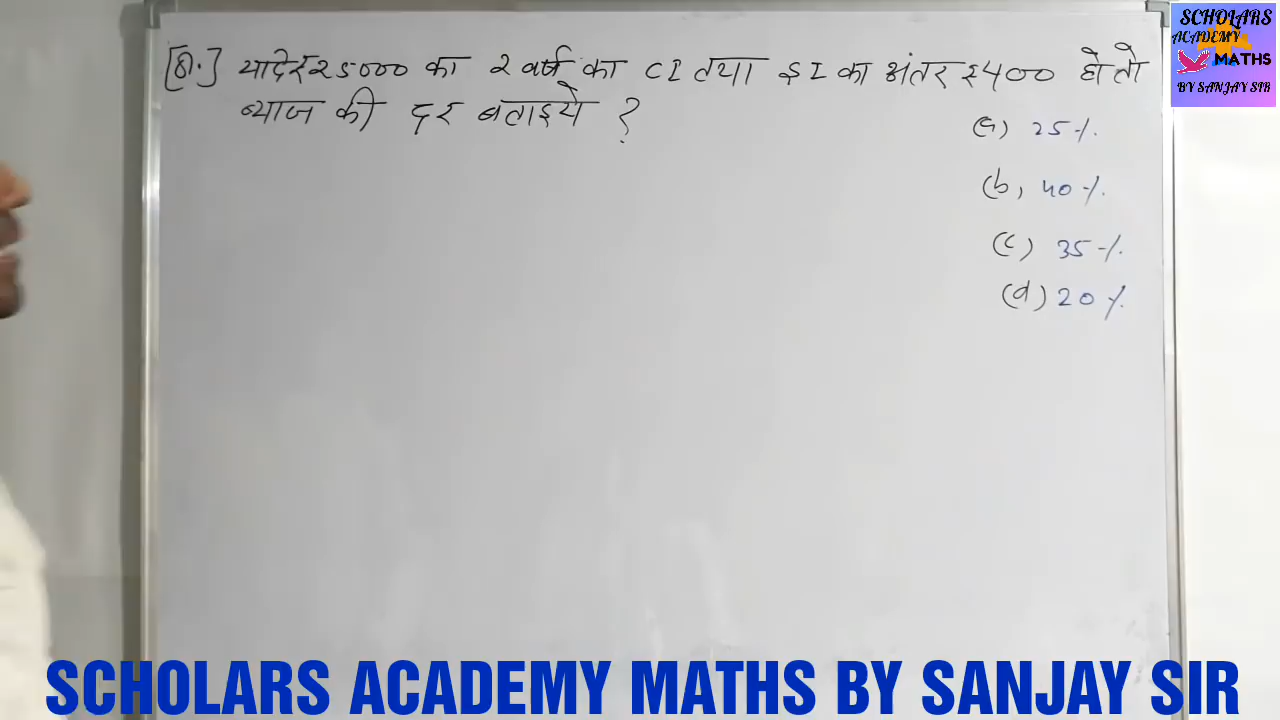 SCHOLARS
ACADEMY
MATHS
BY SANJAY SIR
[Q.] यदि ₹25000 का 2 वर्ष का CI तथा SI का अंतर ₹400 हो तो
ब्याज की दर बताइये ?
(a) 25%.
(b) 40%.
(c) 35%.
(d) 20%.
SCHOLARS ACADEMY MATHS BY SANJAY SIR